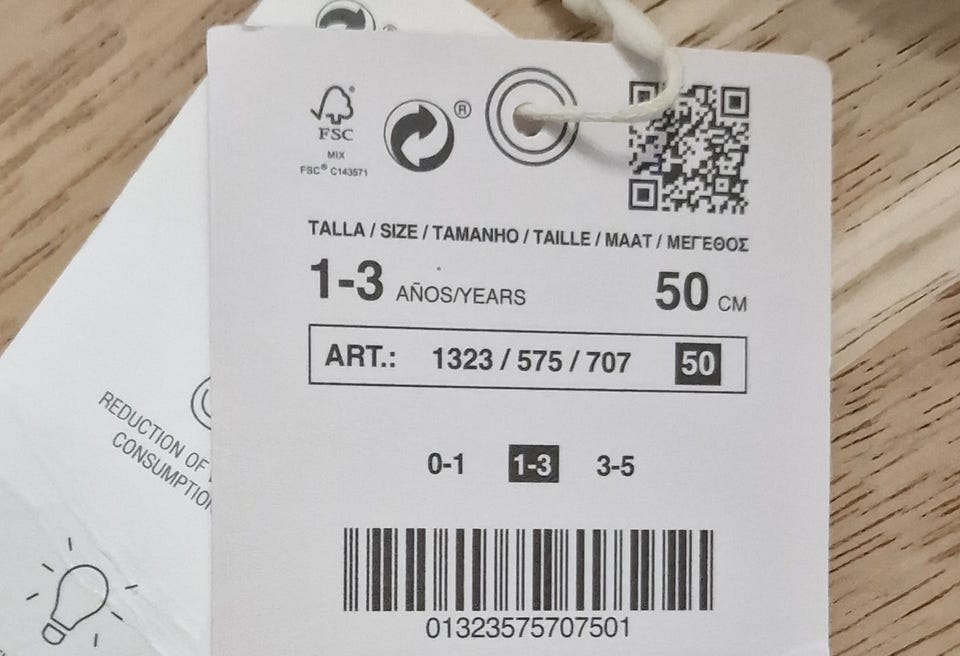 FSC
MIX
FSC® C143571
®
TALLA / SIZE / TAMANHO / TAILLE / MAAT / ΜΕΓΕΘΟΣ
1-3 AÑOS/YEARS 50 CM
ART.: 1323 / 575 / 707 50
0-1 1-3 3-5
01323575707501
REDUCTION OF
CONSUMPTION